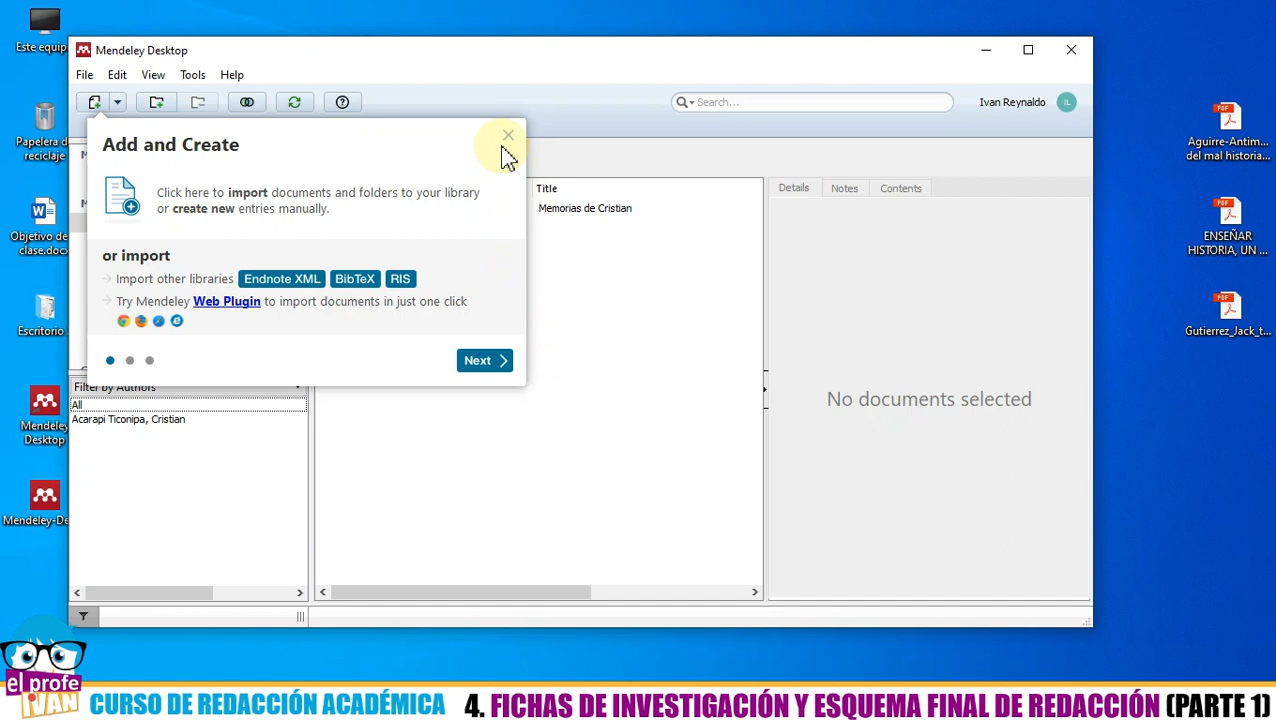 Este equip
Papelera d
reciclaje
Objetivo de
clase.docx
Escritorio
Mendeley
Desktop
Mendeley-De
Mendeley Desktop
File Edit View Tools Help
Search...
Ivan Reynaldo
IL
Add and Create
Click here to import documents and folders to your library
or create new entries manually.
or import
Import other libraries Endnote XML BibTeX RIS
Try Mendeley Web Plugin to import documents in just one click
Next
Filter by Authors
All
Acarapi Ticonipa, Cristian
Title
Memorias de Cristian
Details Notes Contents
No documents selected
Aguirre-Antim...
del mal historia...
ENSEÑAR
HISTORIA, UN ...
Gutierrez_Jack_t...
el profe
IVAN
CURSO DE REDACCIÓN ACADÉMICA 4. FICHAS DE INVESTIGACIÓN Y ESQUEMA FINAL DE REDACCIÓN (PARTE 1)